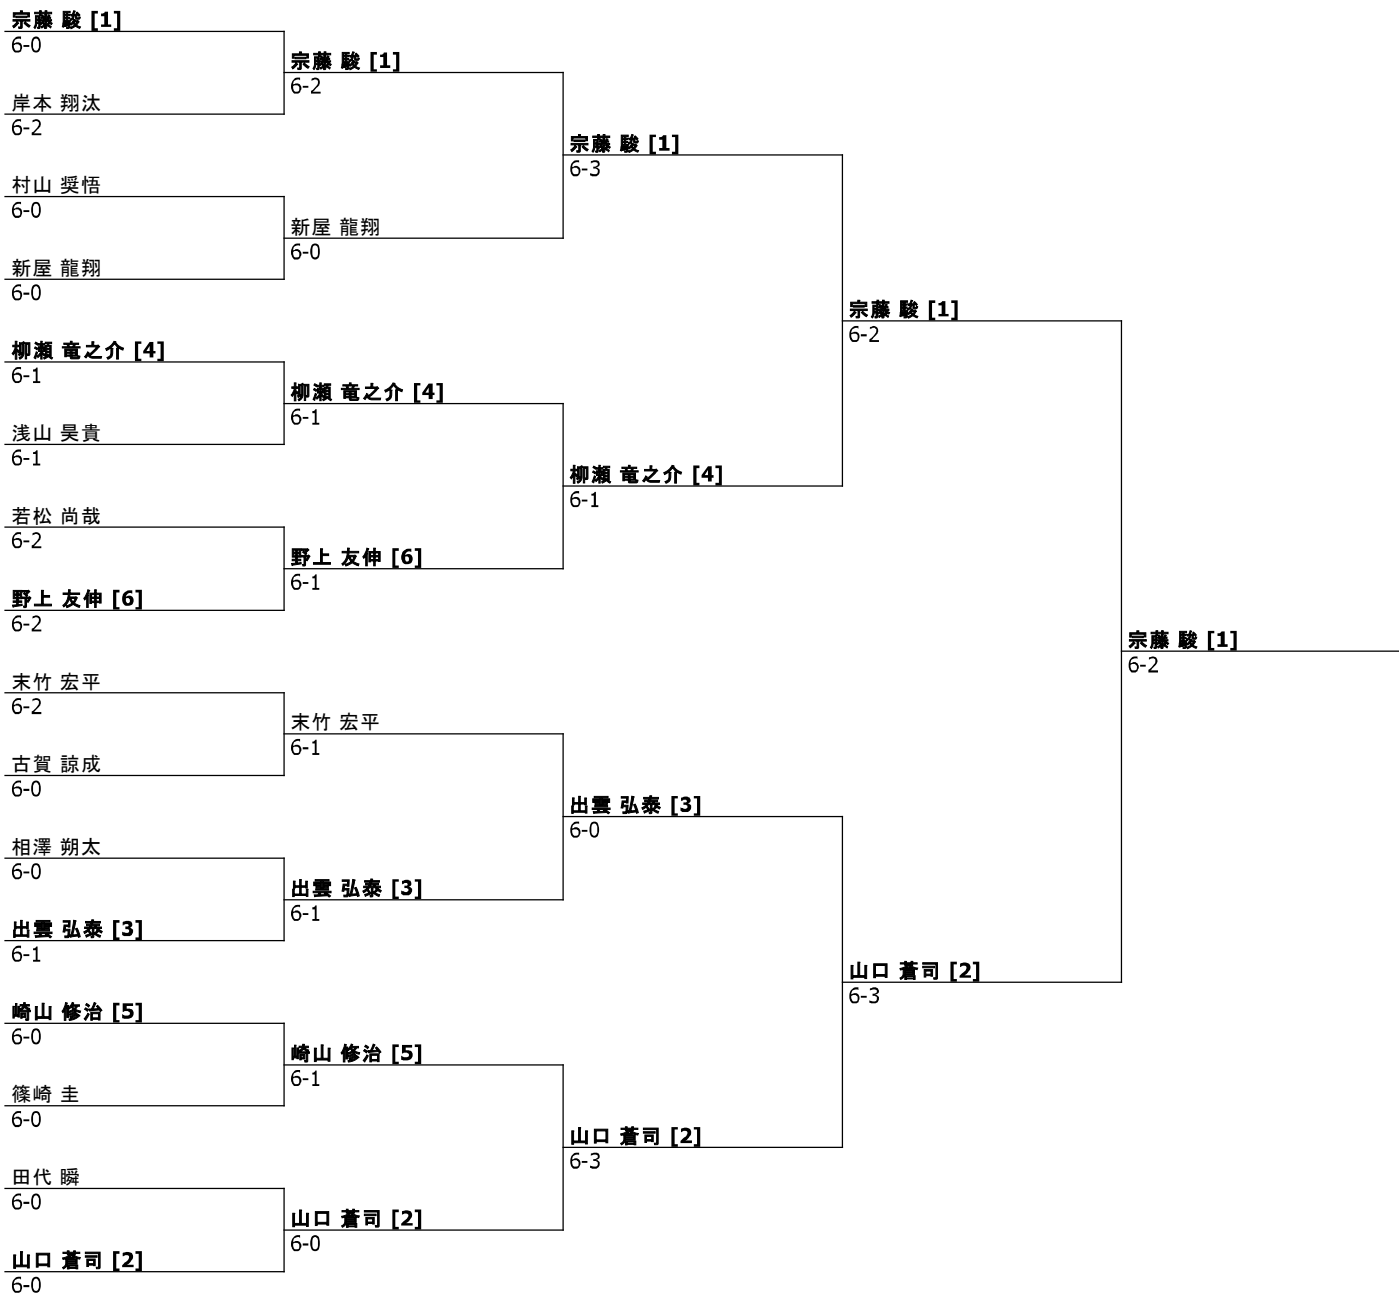 宗藤 駿 [1]
6-0
岸本 翔汰
6-2
村山 奨悟
6-0
新屋 龍翔
6-0
柳瀬 竜之介 [4]
6-1
浅山 昊貴
6-1
若松 尚哉
6-2
野上 友伸 [6]
6-2
末竹 宏平
6-2
古賀 諒成
6-0
相澤 朔太
6-0
出雲 弘泰 [3]
6-1
崎山 修治 [5]
6-0
篠崎 圭
6-0
田代 瞬
6-0
山口 蒼司 [2]
6-0
宗藤 駿 [1]
6-2
新屋 龍翔
6-0
柳瀬 竜之介 [4]
6-1
野上 友伸 [6]
6-1
末竹 宏平
6-1
出雲 弘泰 [3]
6-1
崎山 修治 [5]
6-1
山口 蒼司 [2]
6-0
宗藤 駿 [1]
6-3
柳瀬 竜之介 [4]
6-1
出雲 弘泰 [3]
6-0
山口 蒼司 [2]
6-3
宗藤 駿 [1]
6-2
山口 蒼司 [2]
6-3
宗藤 駿 [1]
6-2